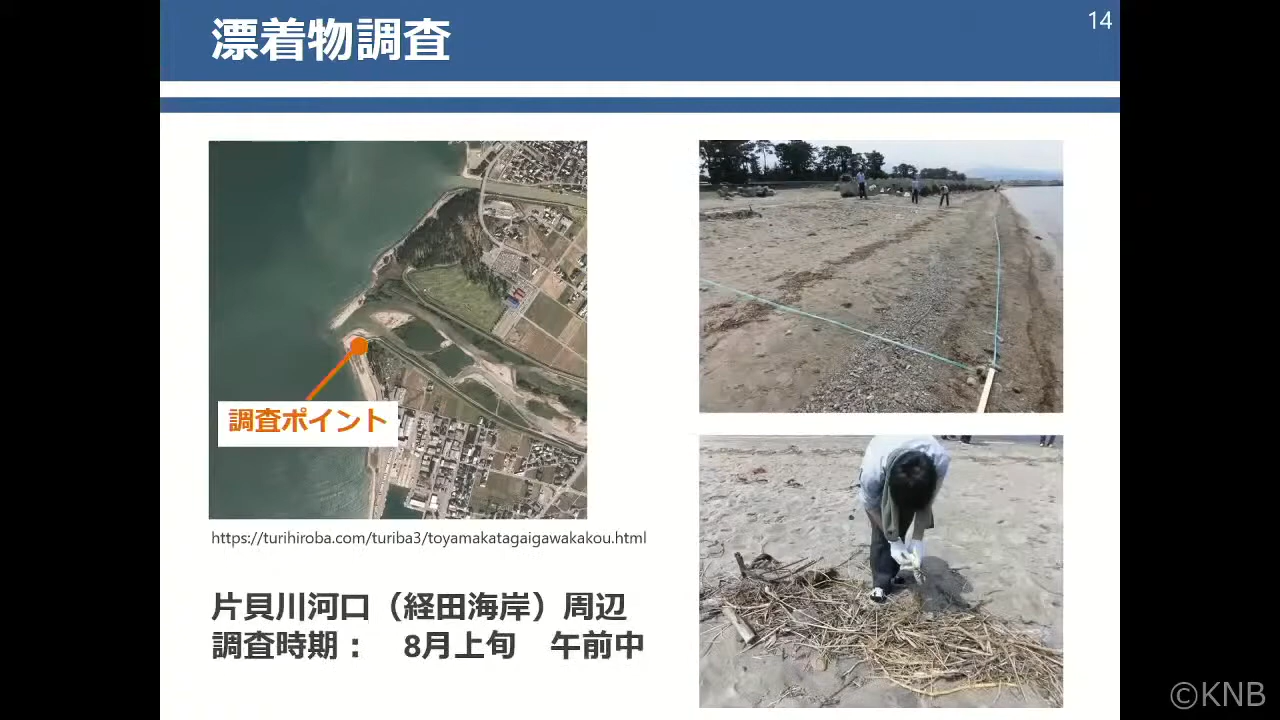 漂着物調査
14
調査ポイント
https://turihiroba.com/turiba3/toyamakatagaigawakakou.html
片貝川河口（経田海岸）周辺
調査時期：　8月上旬　午前中
©KNB